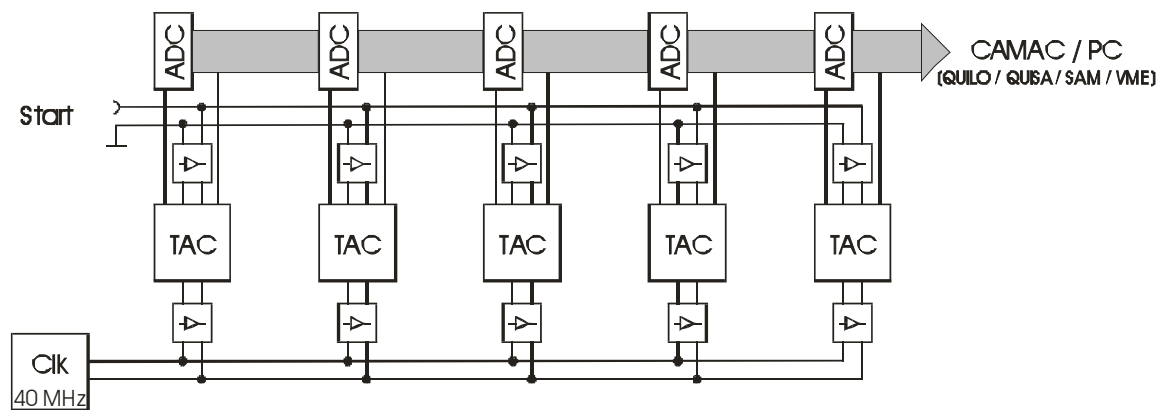 ADC ADC ADC ADC ADC
CAMAC / PC
(QUILO / QUISA / SAM / VME)
Start
TAC TAC TAC TAC TAC
Clk
40 MHz